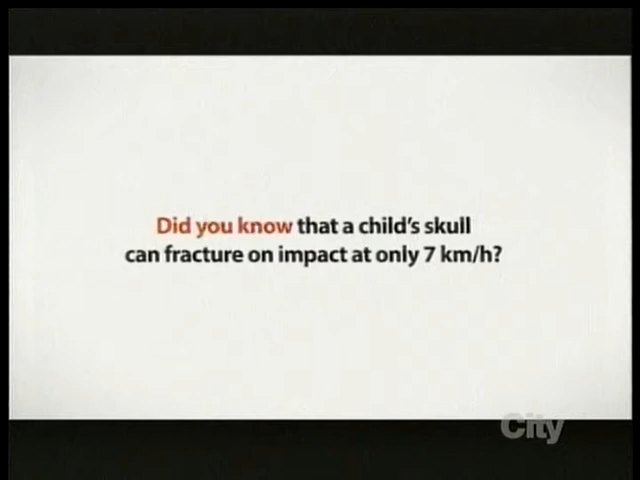 Did you know that a child's skull
can fracture on impact at only 7 km/h?
City